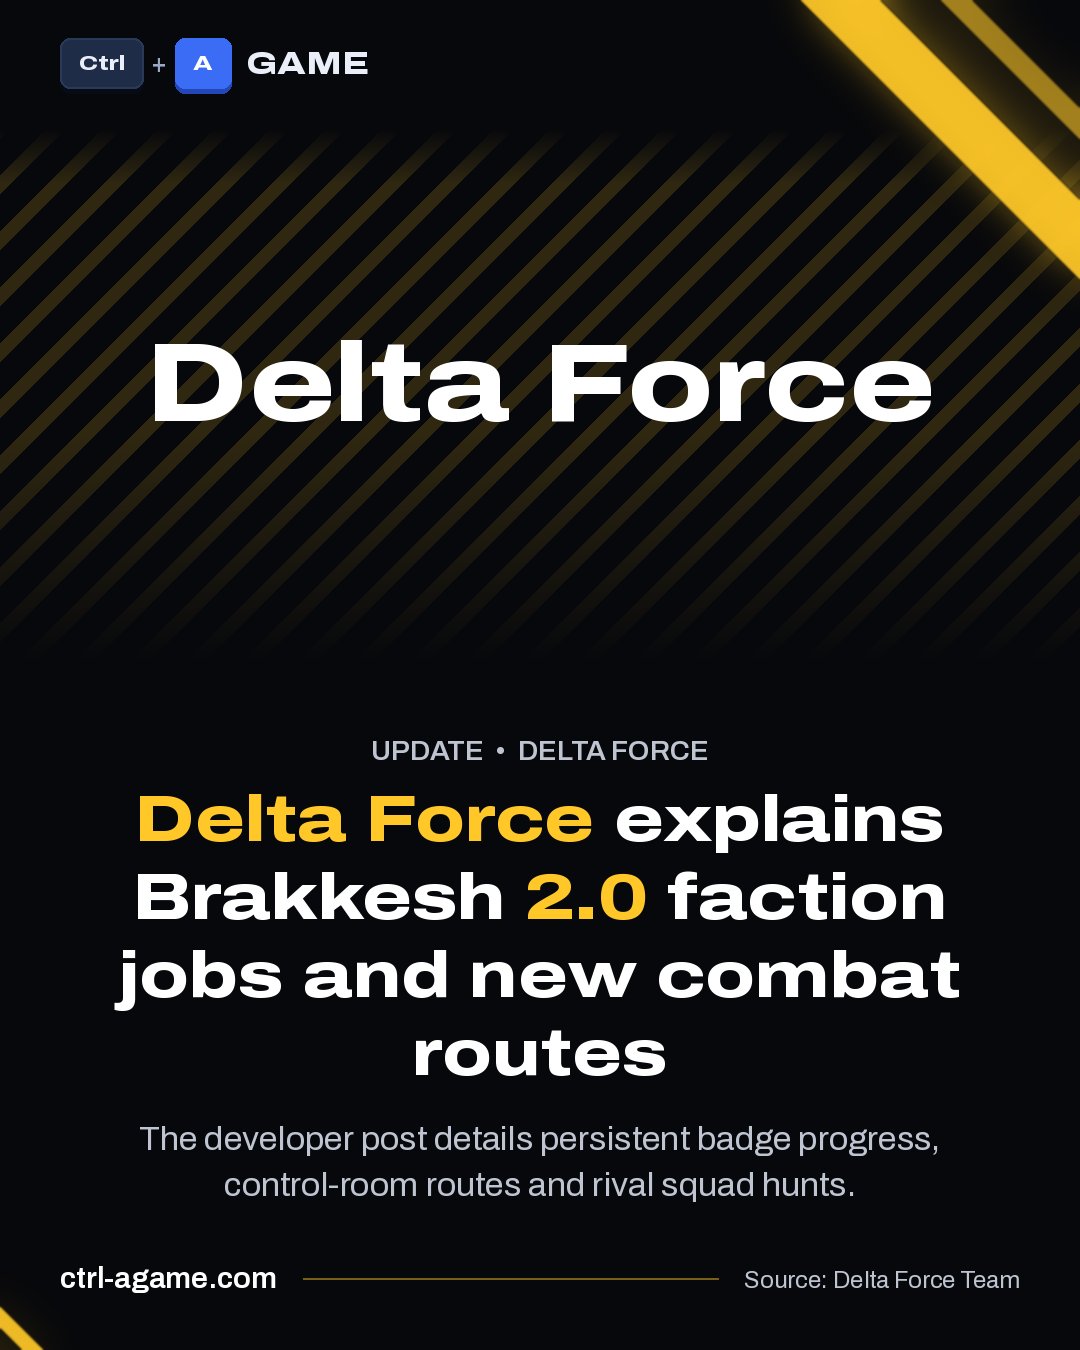 Ctrl + A GAME
Delta Force
UPDATE • DELTA FORCE
Delta Force explains
Brakkesh 2.0 faction
jobs and new combat
routes
The developer post details persistent badge progress,
control-room routes and rival squad hunts.
ctrl-agame.com
Source: Delta Force Team